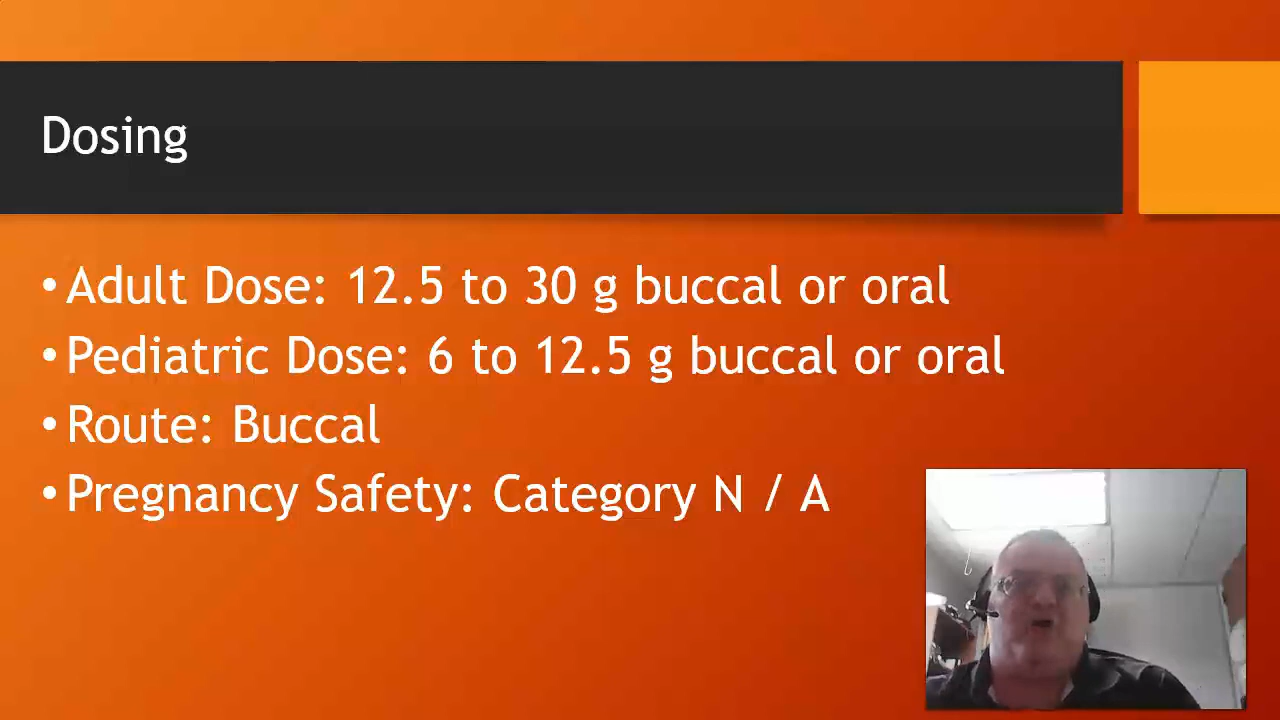 Dosing
• Adult Dose: 12.5 to 30 g buccal or oral
• Pediatric Dose: 6 to 12.5 g buccal or oral
• Route: Buccal
• Pregnancy Safety: Category N / A